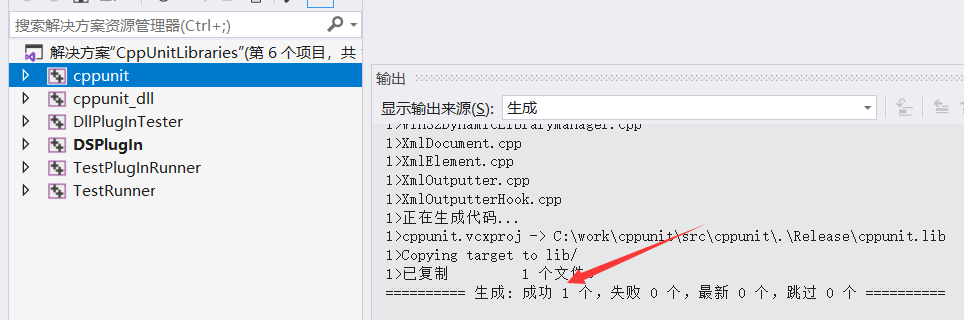 搜索解决方案资源管理器(Ctrl+;)
解决方案"CppUnitLibraries"(第 6 个项目，共
cppunit
cppunit_dll
DllPlugInTester
DSPlugIn
TestPlugInRunner
TestRunner
输出
显示输出来源(S): 生成
1>Win32DynamicLibraryManager.cpp
1>XmlDocument.cpp
1>XmlElement.cpp
1>XmlOutputter.cpp
1>XmlOutputterHook.cpp
1>正在生成代码...
1>cppunit.vcxproj -> C:\work\cppunit\src\cppunit\.\Release\cppunit.lib
1>Copying target to lib/
1>已复制         1 个文件。
========== 生成: 成功 1 个，失败 0 个，最新 0 个，跳过 0 个 ==========